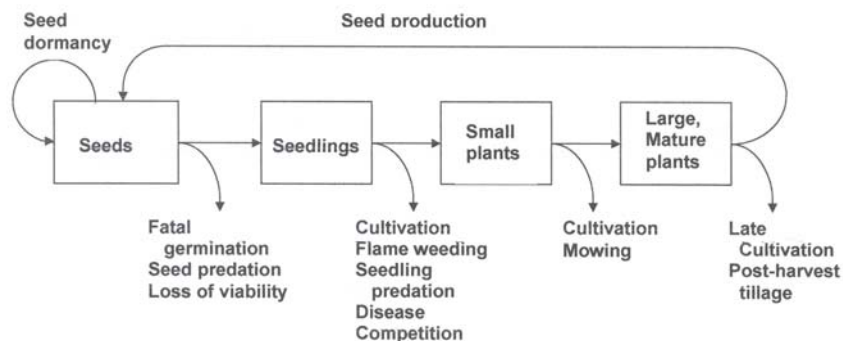 Seed
dormancy
Seed production
Seeds
Seedlings
Small
plants
Large,
Mature
plants
Fatal
germination
Seed predation
Loss of viability
Cultivation
Flame weeding
Seedling
predation
Disease
Competition
Cultivation
Mowing
Late
Cultivation
Post-harvest
tillage